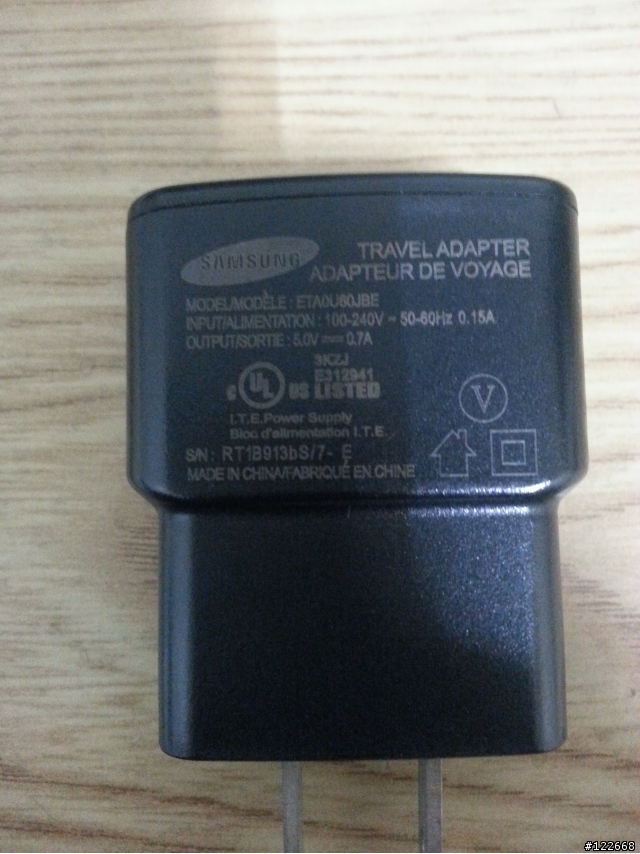 SAMSUNG
TRAVEL ADAPTER
ADAPTEUR DE VOYAGE
MODEL/MODÈLE : ETA0U60JBE
INPUT/ALIMENTATION : 100-240V ~ 50-60Hz 0.15A
OUTPUT/SORTIE : 5.0V ⎓ 0.7A
3KZJ
E312941
c UL US LISTED
I.T.E. Power Supply
Bloc d'alimentation I.T.E.
V
S/N : RT1B913bS/7- E
MADE IN CHINA/FABRIQUÉ EN CHINE
#122668